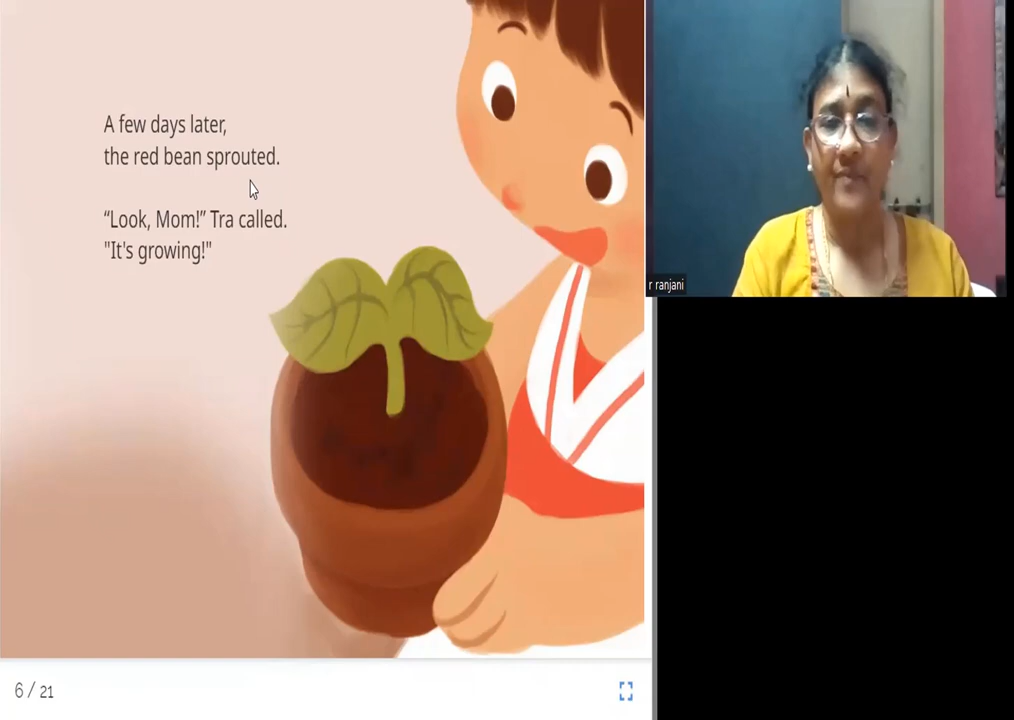 A few days later,
the red bean sprouted.
“Look, Mom!” Tra called.
"It's growing!"
r ranjani
6 / 21